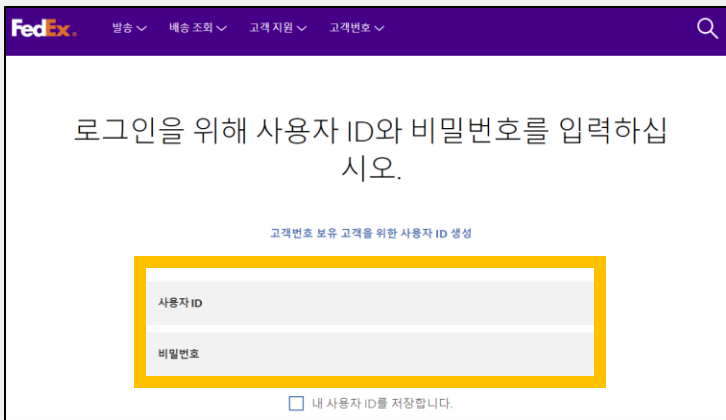 FedEx. 발송 배송 조회 고객 지원 고객번호
로그인을 위해 사용자 ID와 비밀번호를 입력하십
시오.
고객번호 보유 고객을 위한 사용자 ID 생성
사용자 ID
비밀번호
내 사용자 ID를 저장합니다.